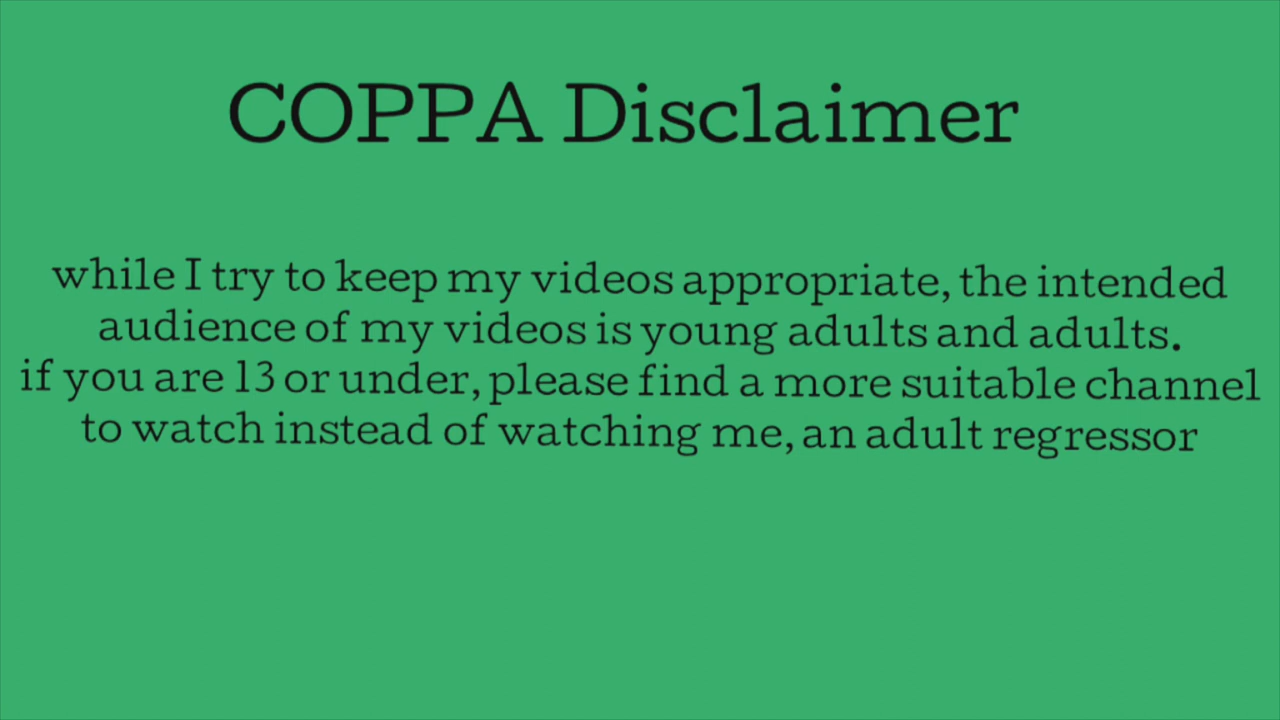 COPPA Disclaimer
while I try to keep my videos appropriate, the intended
audience of my videos is young adults and adults.
if you are 13 or under, please find a more suitable channel
to watch instead of watching me, an adult regressor